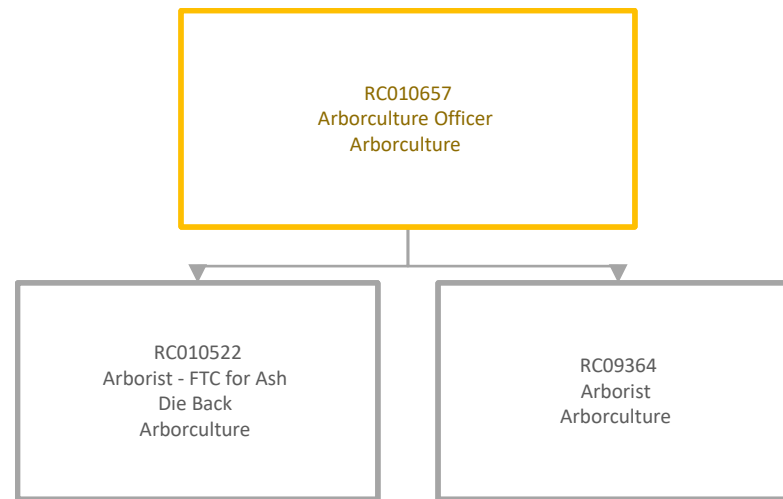 RC010657
Arborculture Officer
Arborculture
RC010522
Arborist - FTC for Ash
Die Back
Arborculture
RC09364
Arborist
Arborculture